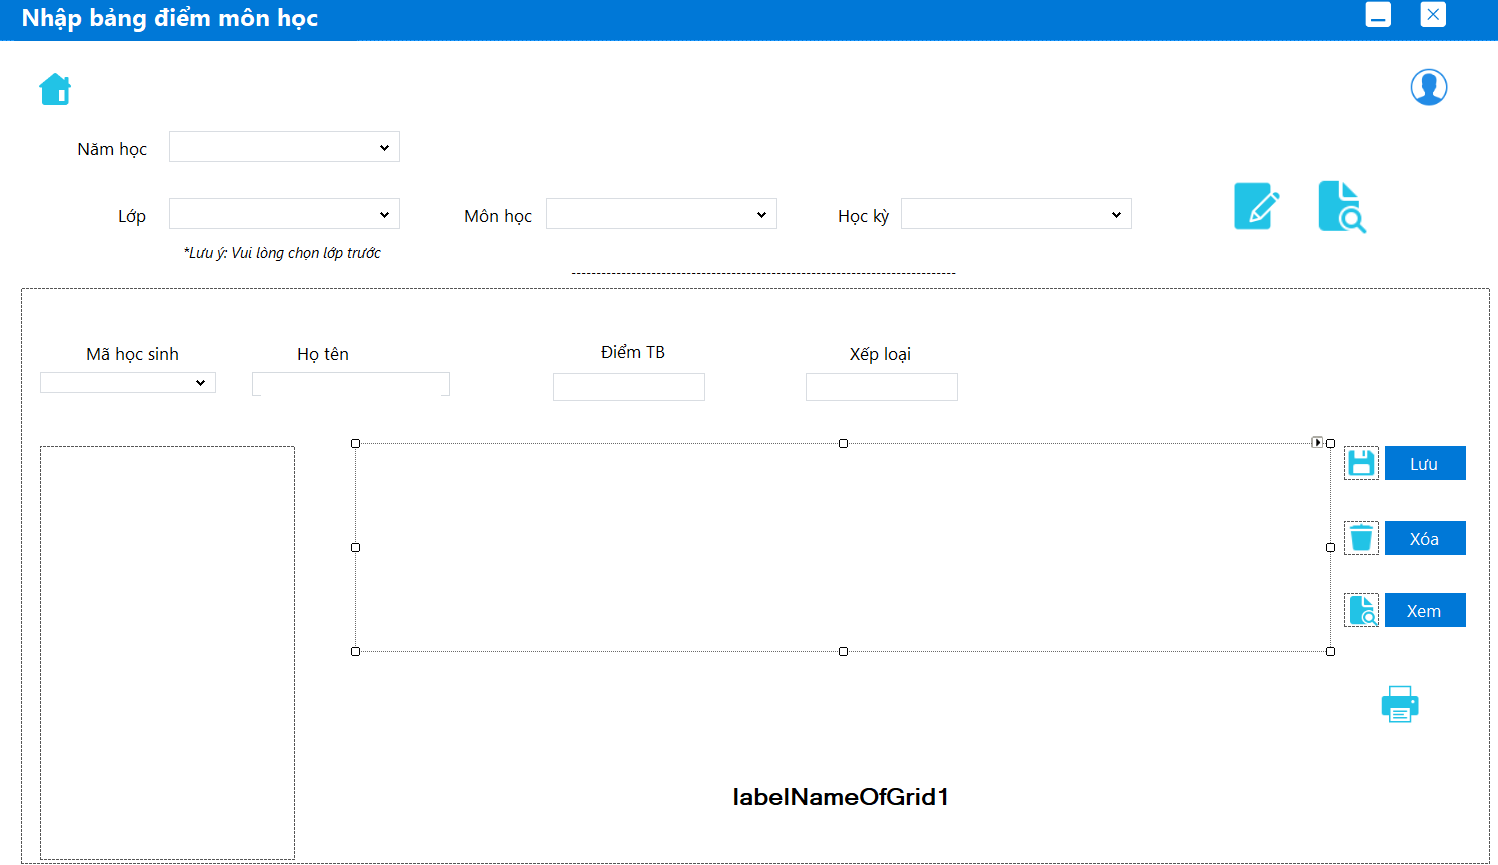 Nhập bảng điểm môn học
Năm học
Lớp
Môn học
Học kỳ
*Lưu ý: Vui lòng chọn lớp trước
Mã học sinh
Họ tên
Điểm TB
Xếp loại
Lưu
Xóa
Xem
labelNameOfGrid1